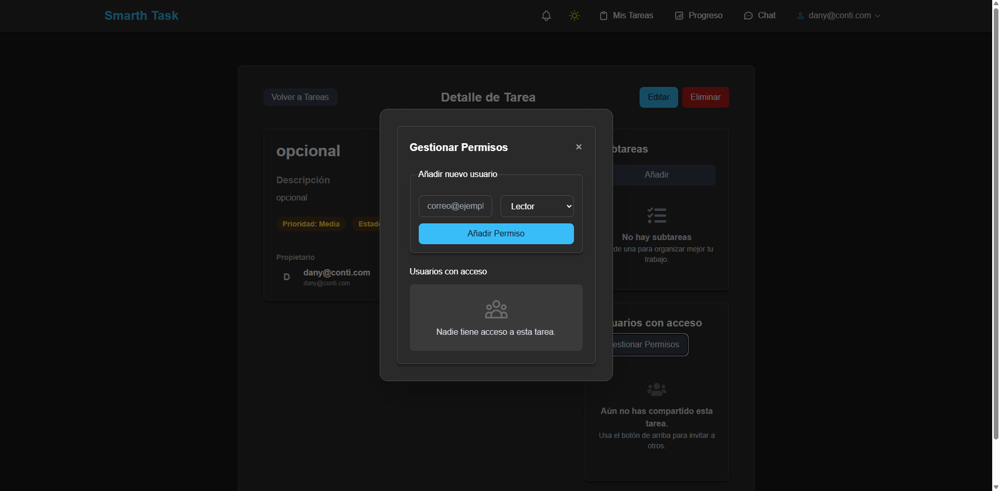 Smarth Task
Mis Tareas
Progreso
Chat
dany@conti.com
Volver a Tareas
Detalle de Tarea
Editar
Eliminar
opcional
Descripción
opcional
Prioridad: Media
Estado
Propietario
D
dany@conti.com
dany@conti.com
Gestionar Permisos
×
Añadir nuevo usuario
correo@ejempl
Lector
Añadir Permiso
Usuarios con acceso
Nadie tiene acceso a esta tarea.
btareas
Añadir
No hay subtareas
de una para organizar mejor tu
trabajo.
uarios con acceso
estionar Permisos
Aún no has compartido esta
tarea.
Usa el botón de arriba para invitar a
otros.